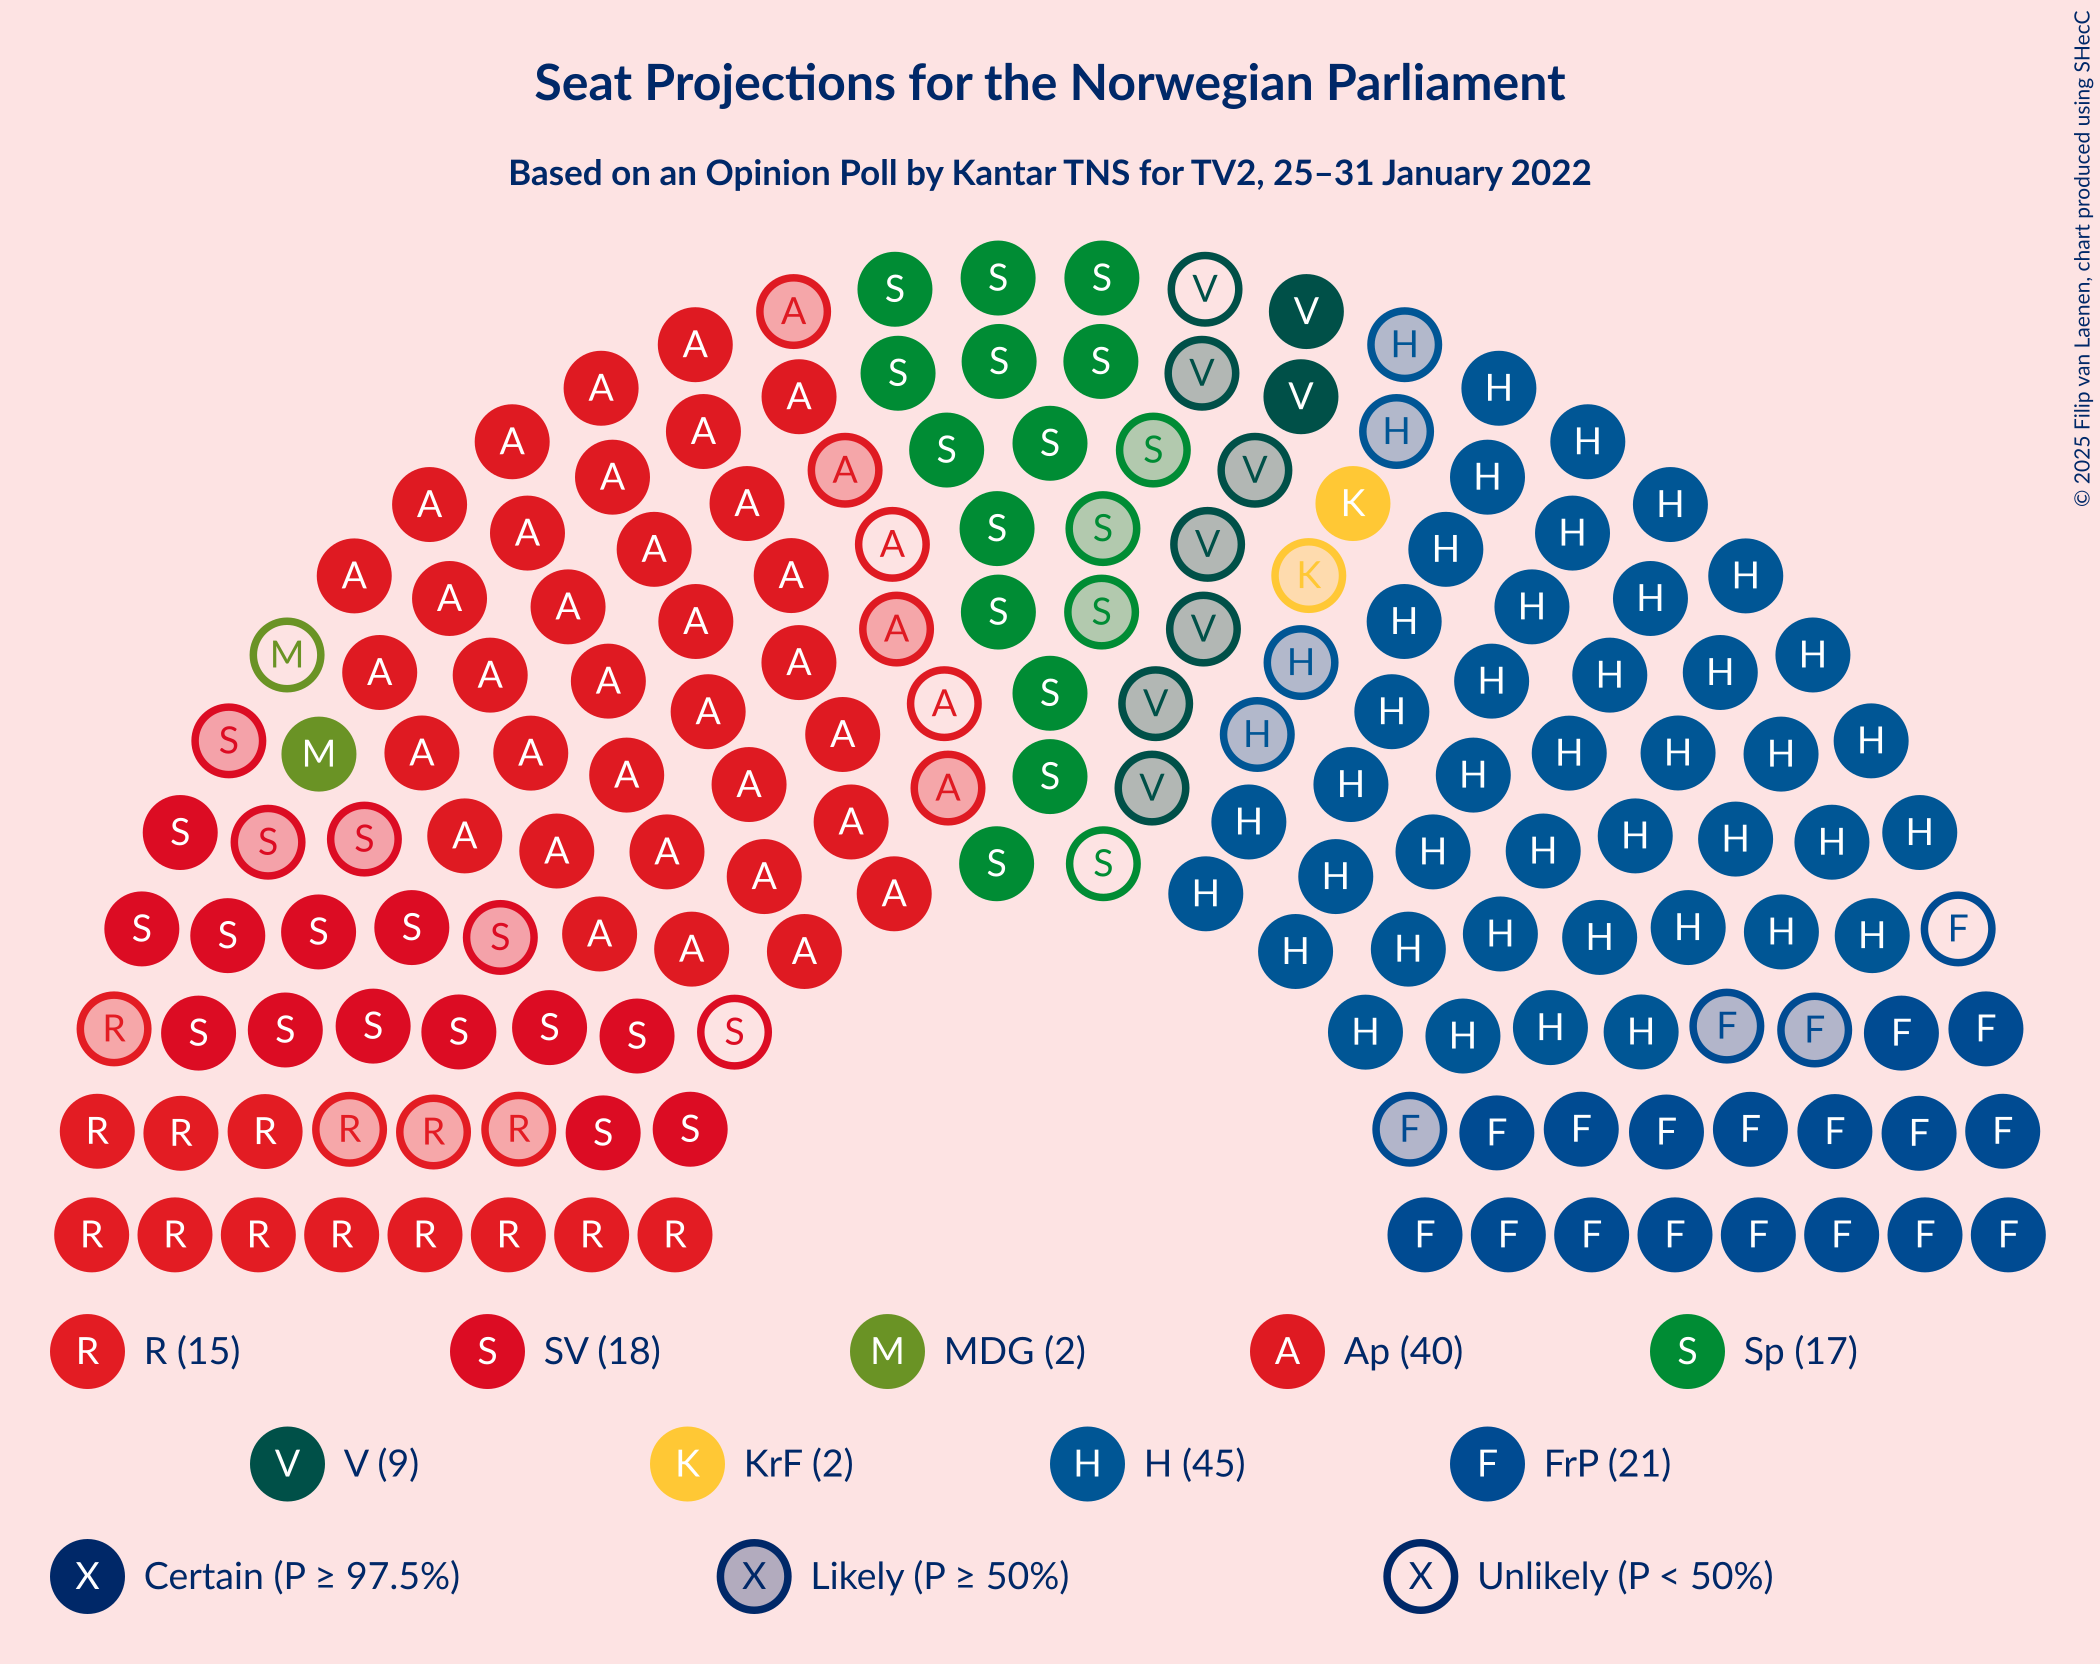 Seat Projections for the Norwegian Parliament
Based on an Opinion Poll by Kantar TNS for TV2, 25–31 January 2022
© 2025 Filip van Laenen, chart produced using SHecC
S S S V V
A H
A H
A S S S V V H
A A H H
A A S S S V H H
A A A K H H
A A A S S V H H H
A A A A K H H H
M A A A A S S V H H H H
S M A A A A A S V H H H H H
S S S A A A A A S V H H H H H H
S S S S S A A A A S S H H H H H H H H F
R S S S S S S S H H H H F F F F
R R R R R R S S F F F F F F F F
R R R R R R R R F F F F F F F F
R R (15) S SV (18) M MDG (2) A Ap (40) S Sp (17)
V V (9) K KrF (2) H H (45) F FrP (21)
X Certain (P ≥ 97.5%) X Likely (P ≥ 50%) X Unlikely (P < 50%)